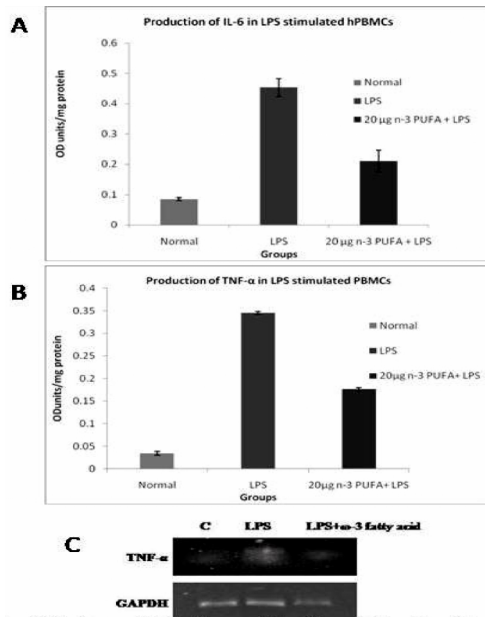 A
Production of IL-6 in LPS stimulated hPBMCs
0.6
0.5
0.4
0.3
0.2
0.1
0
OD units/mg protein
Normal
LPS
20 µg n-3 PUFA + LPS
Normal LPS 20 µg n-3 PUFA + LPS
Groups
B
Production of TNF-α in LPS stimulated PBMCs
0.4
0.35
0.3
0.25
0.2
0.15
0.1
0.05
0
ODunits/mg protein
Normal
LPS
20µg n-3 PUFA+ LPS
Normal LPS 20µg n-3 PUFA+ LPS
Groups
C
C LPS LPS+ω-3 fatty acid
TNF-α
GAPDH